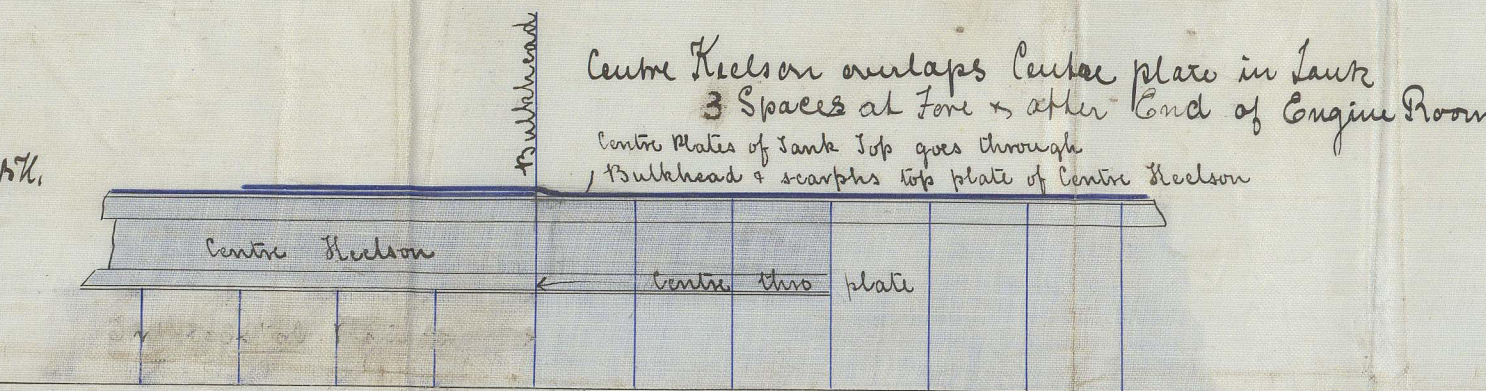 Bulkhead
Centre Keelson overlaps Centre plate in Tank
3 Spaces at Fore & after End of Engine Room
Centre Plates of Tank Top goes through
Bulkhead & scarphs top plate of Centre Keelson
Centre Keelson
Centre thro plate